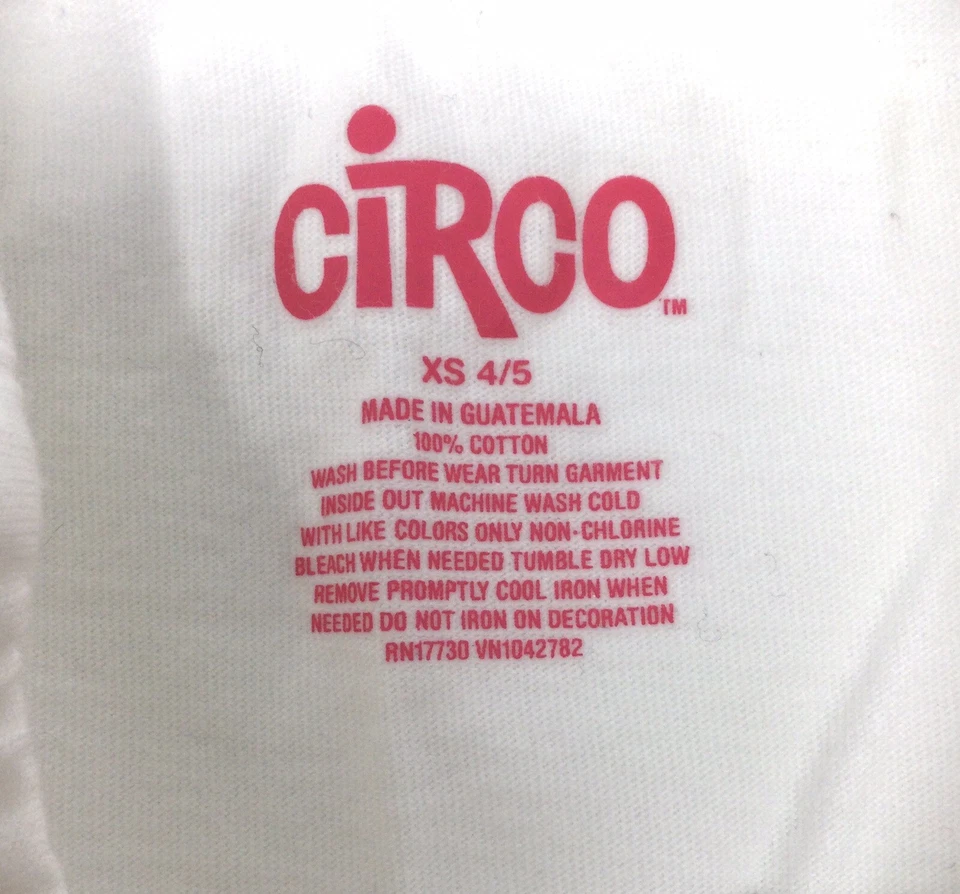 CiRCO™
XS 4/5
MADE IN GUATEMALA
100% COTTON
WASH BEFORE WEAR TURN GARMENT
INSIDE OUT MACHINE WASH COLD
WITH LIKE COLORS ONLY NON-CHLORINE
BLEACH WHEN NEEDED TUMBLE DRY LOW
REMOVE PROMPTLY COOL IRON WHEN
NEEDED DO NOT IRON ON DECORATION
RN17730 VN1042782